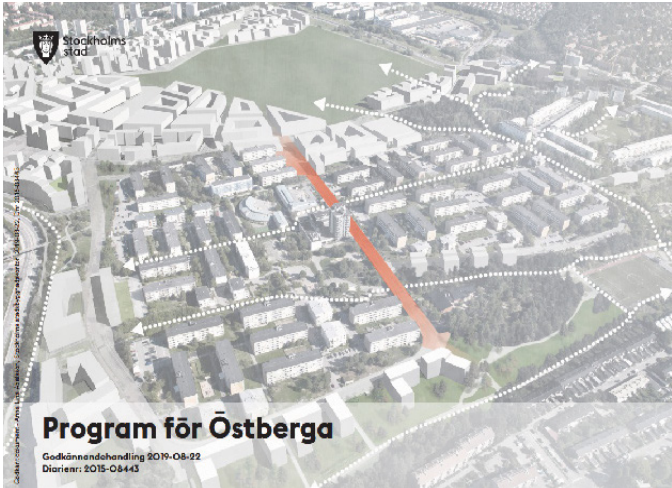 Stockholms
stad
Program för Östberga
Godkännandehandling 2019-08-22
Diarienr: 2015-08443